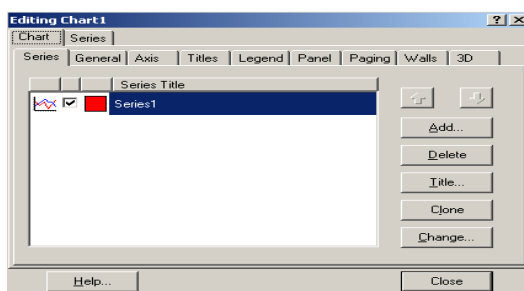 Editing Chart1
Chart Series
Series General Axis Titles Legend Panel Paging Walls 3D
Series Title
Series1
Add...
Delete
Title...
Clone
Change...
Help... Close